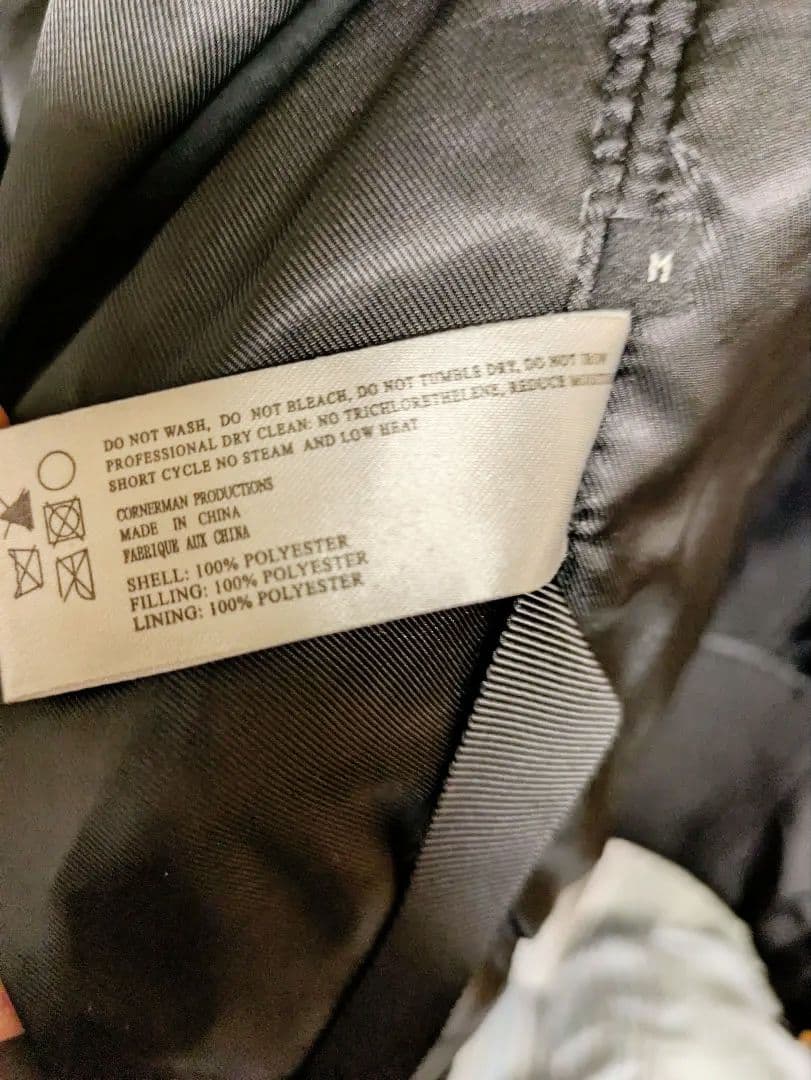 M
DO NOT WASH, DO NOT BLEACH, DO NOT TUMBLE DRY, DO NOT IRON
PROFESSIONAL DRY CLEAN: NO TRICHLORETHELENE, REDUCE
SHORT CYCLE NO STEAM AND LOW HEAT
CORNERMAN PRODUCTIONS
MADE IN CHINA
FABRIQUE AUX CHINA
SHELL: 100% POLYESTER
FILLING: 100% POLYESTER
LINING: 100% POLYESTER